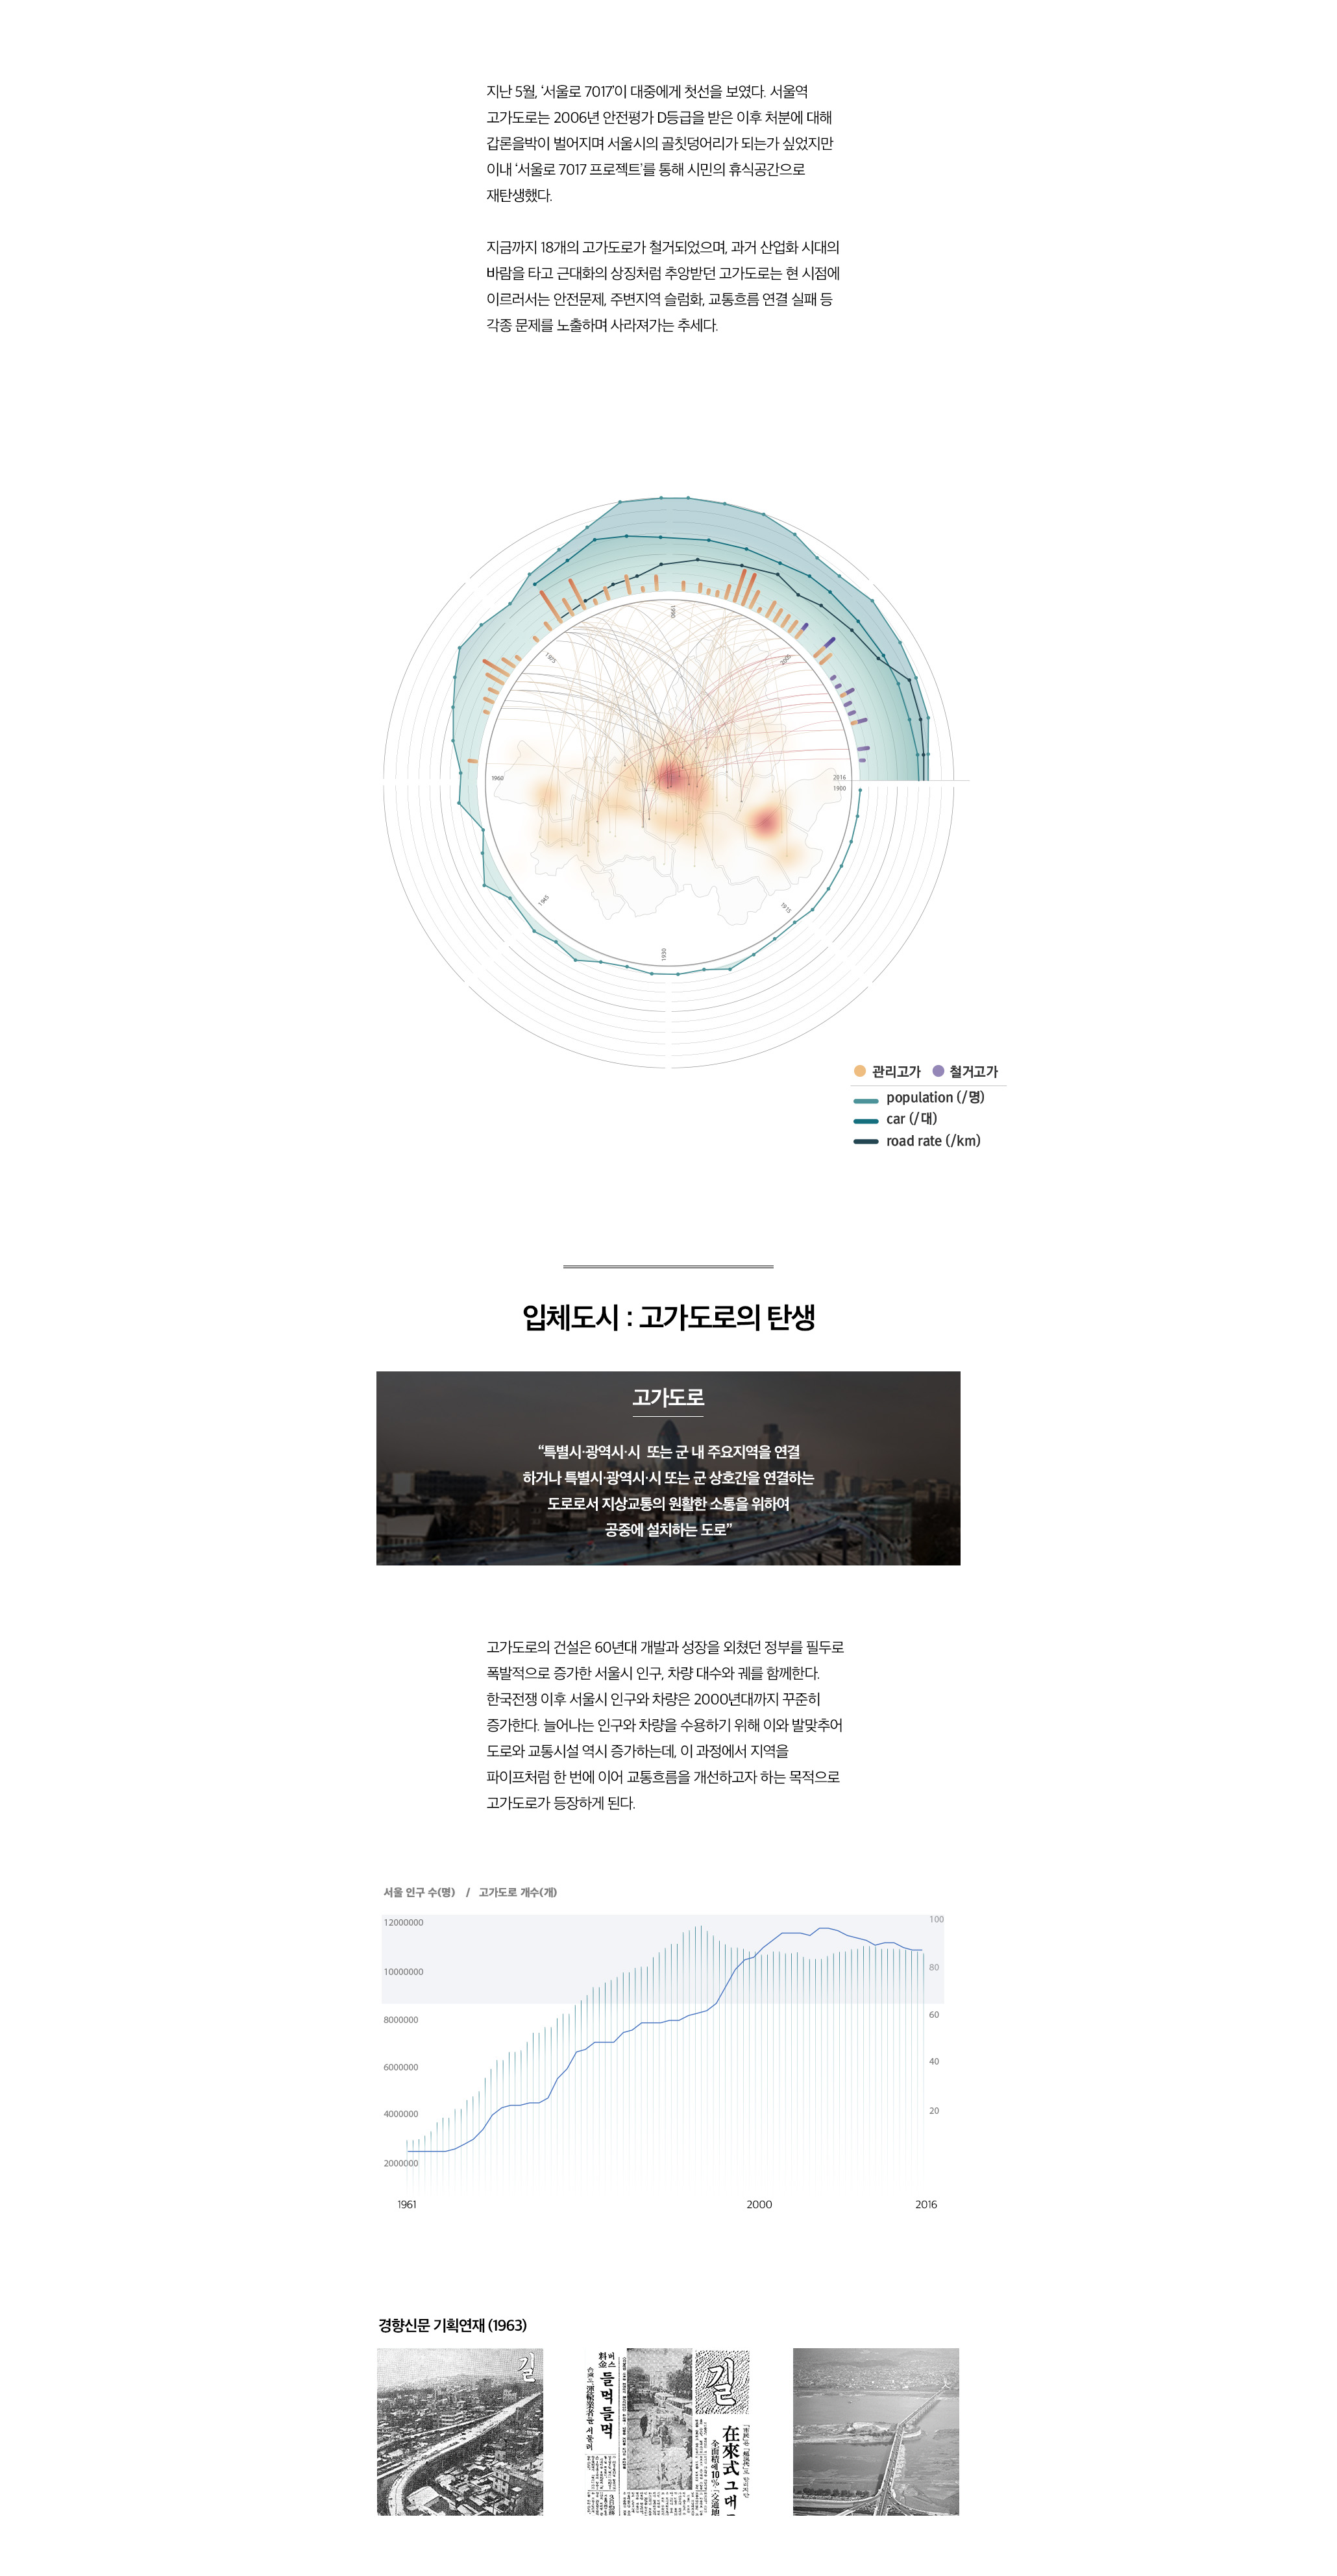 지난 5월, ‘서울로 7017’이 대중에게 첫선을 보였다. 서울역
고가도로는 2006년 안전평가 D등급을 받은 이후 처분에 대해
갑론을박이 벌어지며 서울시의 골칫덩어리가 되는가 싶었지만
이내 ‘서울로 7017 프로젝트’를 통해 시민의 휴식공간으로
재탄생했다.
지금까지 18개의 고가도로가 철거되었으며, 과거 산업화 시대의
바람을 타고 근대화의 상징처럼 추앙받던 고가도로는 현 시점에
이르러서는 안전문제, 주변지역 슬럼화, 교통흐름 연결 실패 등
각종 문제를 노출하며 사라져가는 추세다.
1990
1975
2005
1960
2016
1900
1945
1915
1930
관리고가 철거고가
population (/명)
car (/대)
road rate (/km)
입체도시 : 고가도로의 탄생
고가도로
“특별시·광역시·시 또는 군 내 주요지역을 연결
하거나 특별시·광역시·시 또는 군 상호간을 연결하는
도로로서 지상교통의 원활한 소통을 위하여
공중에 설치하는 도로”
고가도로의 건설은 60년대 개발과 성장을 외쳤던 정부를 필두로
폭발적으로 증가한 서울시 인구, 차량 대수와 궤를 함께한다.
한국전쟁 이후 서울시 인구와 차량은 2000년대까지 꾸준히
증가한다. 늘어나는 인구와 차량을 수용하기 위해 이와 발맞추어
도로와 교통시설 역시 증가하는데, 이 과정에서 지역을
파이프처럼 한 번에 이어 교통흐름을 개선하고자 하는 목적으로
고가도로가 등장하게 된다.
서울 인구 수(명) / 고가도로 개수(개)
12000000
100
10000000
80
8000000
60
6000000
40
4000000
20
2000000
1961
2000
2016
경향신문 기획연재 (1963)
길
버스
料金
들먹들먹
길
在來式 그대